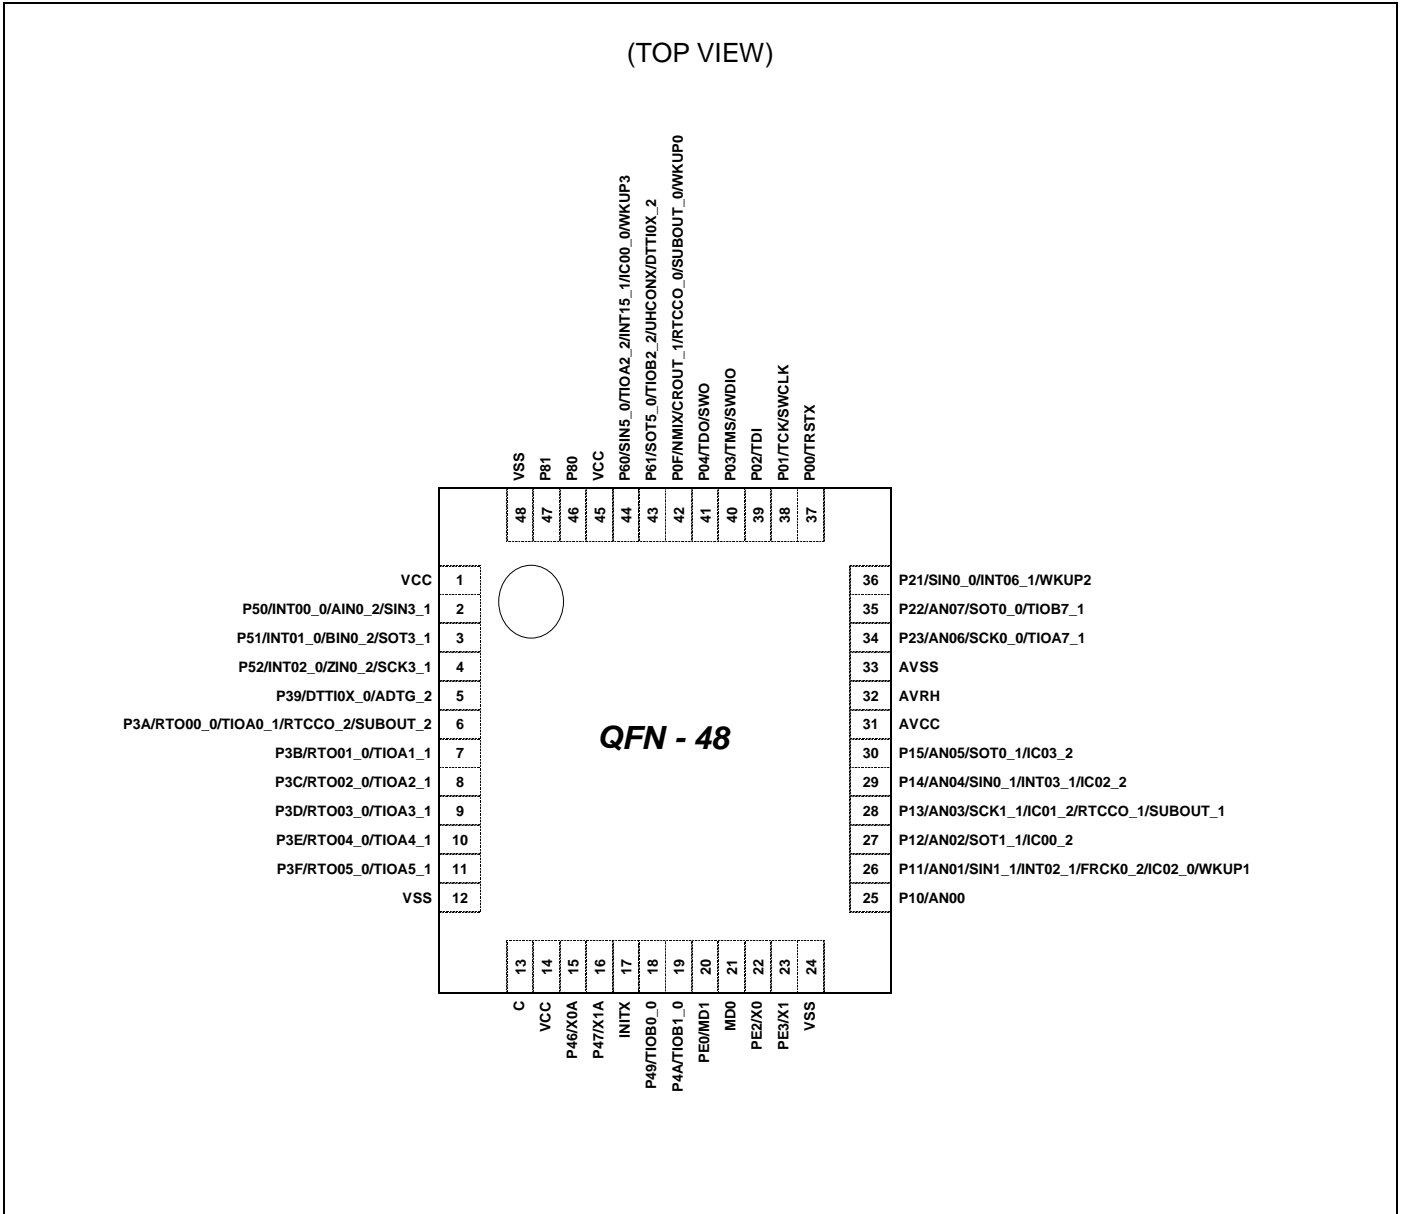 (TOP VIEW)
VSS
P81
P80
VCC
P60/SIN5_0/TIOA2_2/INT15_1/IC00_0/WKUP3
P61/SOT5_0/TIOB2_2/UHCONX/DTTI0X_2
P0F/NMIX/CROUT_1/RTCCO_0/SUBOUT_0/WKUP0
P04/TDO/SWO
P03/TMS/SWDIO
P02/TDI
P01/TCK/SWCLK
P00/TRSTX
48
47
46
45
44
43
42
41
40
39
38
37
VCC 1
P50/INT00_0/AIN0_2/SIN3_1 2
P51/INT01_0/BIN0_2/SOT3_1 3
P52/INT02_0/ZIN0_2/SCK3_1 4
P39/DTTI0X_0/ADTG_2 5
P3A/RTO00_0/TIOA0_1/RTCCO_2/SUBOUT_2 6
P3B/RTO01_0/TIOA1_1 7
P3C/RTO02_0/TIOA2_1 8
P3D/RTO03_0/TIOA3_1 9
P3E/RTO04_0/TIOA4_1 10
P3F/RTO05_0/TIOA5_1 11
VSS 12
QFN - 48
36 P21/SIN0_0/INT06_1/WKUP2
35 P22/AN07/SOT0_0/TIOB7_1
34 P23/AN06/SCK0_0/TIOA7_1
33 AVSS
32 AVRH
31 AVCC
30 P15/AN05/SOT0_1/IC03_2
29 P14/AN04/SIN0_1/INT03_1/IC02_2
28 P13/AN03/SCK1_1/IC01_2/RTCCO_1/SUBOUT_1
27 P12/AN02/SOT1_1/IC00_2
26 P11/AN01/SIN1_1/INT02_1/FRCK0_2/IC02_0/WKUP1
25 P10/AN00
13
14
15
16
17
18
19
20
21
22
23
24
C
VCC
P46/X0A
P47/X1A
INITX
P49/TIOB0_0
P4A/TIOB1_0
PE0/MD1
MD0
PE2/X0
PE3/X1
VSS